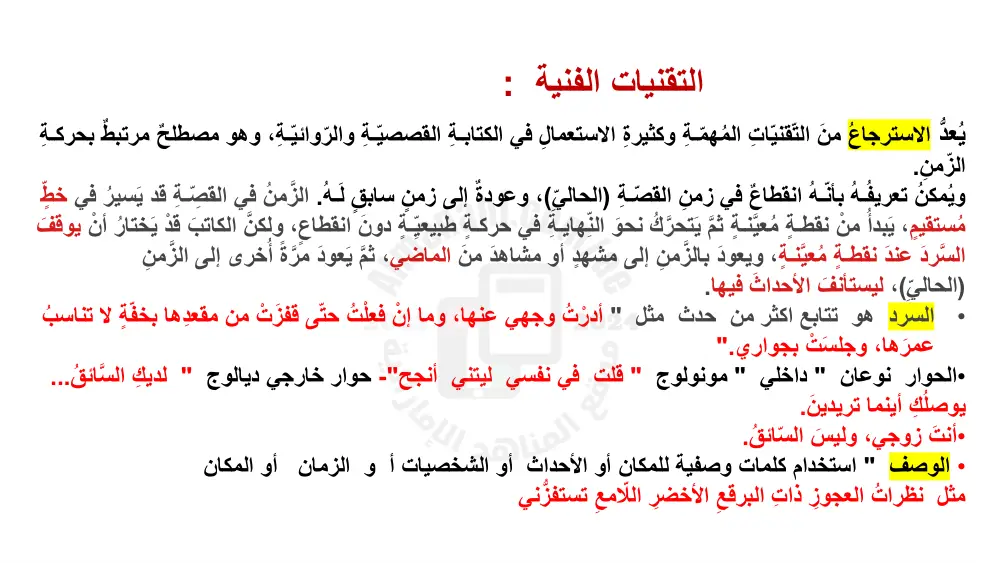 التقنيات الفنية :
يُعدُّ الاسترجاعُ منَ التّقنيّاتِ المُهمّـةِ وكثيرةِ الاستعمالِ في الكتابـةِ القصصيّـةِ والرّوائيّـةِ، وهو مصطلحٌ مرتبطٌ بحركـةِ
الزّمنِ.
ويُمكنُ تعريفُـهُ بأنّـهُ انقطاعٌ في زمنِ القصّـةِ (الحاليِّ)، وعودةٌ إلى زمنٍ سابقٍ لَـهُ. الزَّمنُ في القصِّـةِ قد يَسيرُ في خطٍّ
مُستقيمٍ، يَبدأُ منْ نقطـةٍ مُعيَّنـةٍ ثمَّ يَتحرَّكُ نحوَ النِّهايـةِ في حركـةٍ طَبيعيّـةٍ دونَ انقطاعٍ، ولكنَّ الكاتبَ قدْ يَختارُ أنْ يوقفَ
السَّردَ عندَ نقطـةٍ مُعيَّنـةٍ، ويعودَ بالزَّمنِ إلى مشهدٍ أو مشاهدَ منَ الماضي، ثمَّ يَعودَ مَرَّةً أُخرى إلى الزَّمنِ
(الحاليِّ)، ليستأنفَ الأحداثَ فيها.
• السرد هو تتابع اكثر من حدث مثل " أدرْتُ وجهي عنها، وما إنْ فعلْتُ حتّى قفزَتْ من مقعدِها بخفّةٍ لا تناسبُ
عمرَها، وجلسَتْ بجواري."
•الحوار نوعان " داخلي " مونولوج " قلت في نفسي ليتني أنجح"- حوار خارجي ديالوج " لديكِ السَّائقُ...
يوصلُكِ أينما تريدينَ.
•أنتَ زوجي، وليسَ السّائقُ.
• الوصف " استخدام كلمات وصفية للمكان أو الأحداث أو الشخصيات أ و الزمان أو المكان
مثل نظراتُ العجوزِ ذاتِ البرقعِ الأخضرِ اللّامعِ تستفزُّني